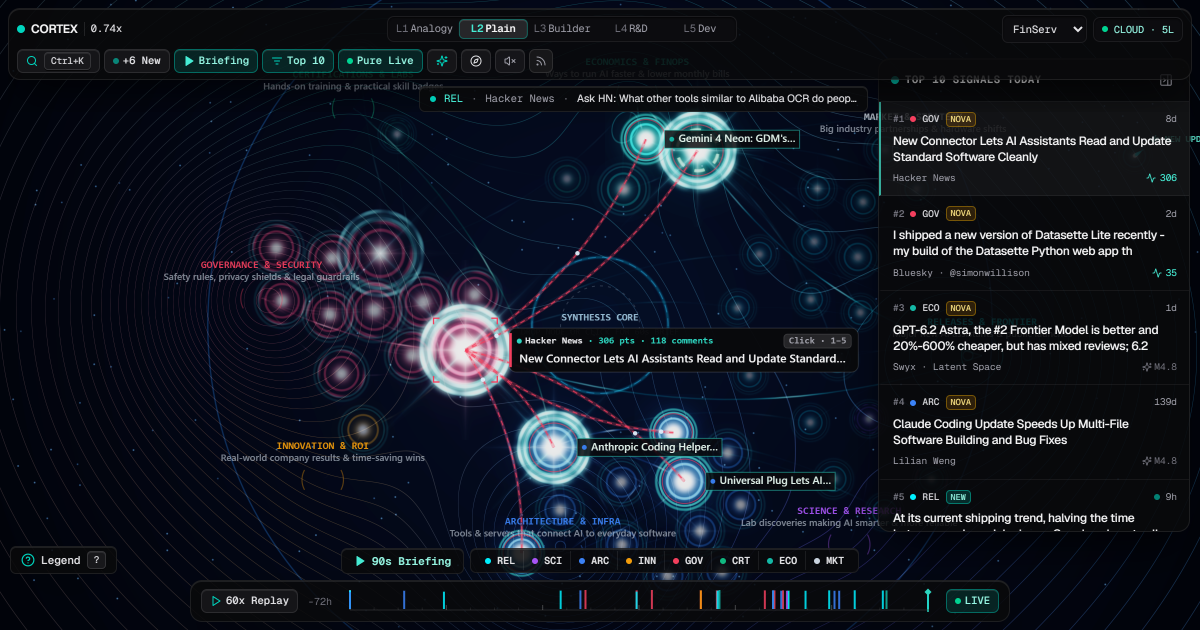 CORTEX 0.74x
L1 Analogy L2 Plain L3 Builder L4 R&D L5 Dev
FinServ
CLOUD · 5L
Ctrl+K
+6 New
Briefing
Top 10
Pure Live
ECONOMICS & FINOPS
Ways to run AI faster & lower monthly bills
Hands-on training & practical skill badges
REL · Hacker News · Ask HN: What other tools similar to Alibaba OCR do peop…
TOP 10 SIGNALS TODAY
#1 GOV NOVA 8d
New Connector Lets AI Assistants Read and Update
Standard Software Cleanly
Hacker News 306
#2 GOV NOVA 2d
I shipped a new version of Datasette Lite recently -
my build of the Datasette Python web app th
Bluesky · @simonwillison 35
#3 ECO NOVA 1d
GPT-6.2 Astra, the #2 Frontier Model is better and
20%-600% cheaper, but has mixed reviews; 6.2
Swyx · Latent Space M4.8
#4 ARC NOVA 139d
Claude Coding Update Speeds Up Multi-File
Software Building and Bug Fixes
Lilian Weng M4.8
#5 REL NEW 9h
At its current shipping trend, halving the time
Gemini 4 Neon: GDM's…
GOVERNANCE & SECURITY
Safety rules, privacy shields & legal guardrails
SYNTHESIS CORE
Hacker News · 306 pts · 118 comments Click · 1–5
New Connector Lets AI Assistants Read and Update Standard…
INNOVATION & ROI
Real-world company results & time-saving wins
Anthropic Coding Helper…
Universal Plug Lets AI…
SCIENCE & RESE
Lab discoveries making AI smarter
ARCHITECTURE & INFRA
Tools & servers that connect AI to everyday software
Legend ?
90s Briefing
REL SCI ARC INN GOV CRT ECO MKT
60x Replay -72h LIVE